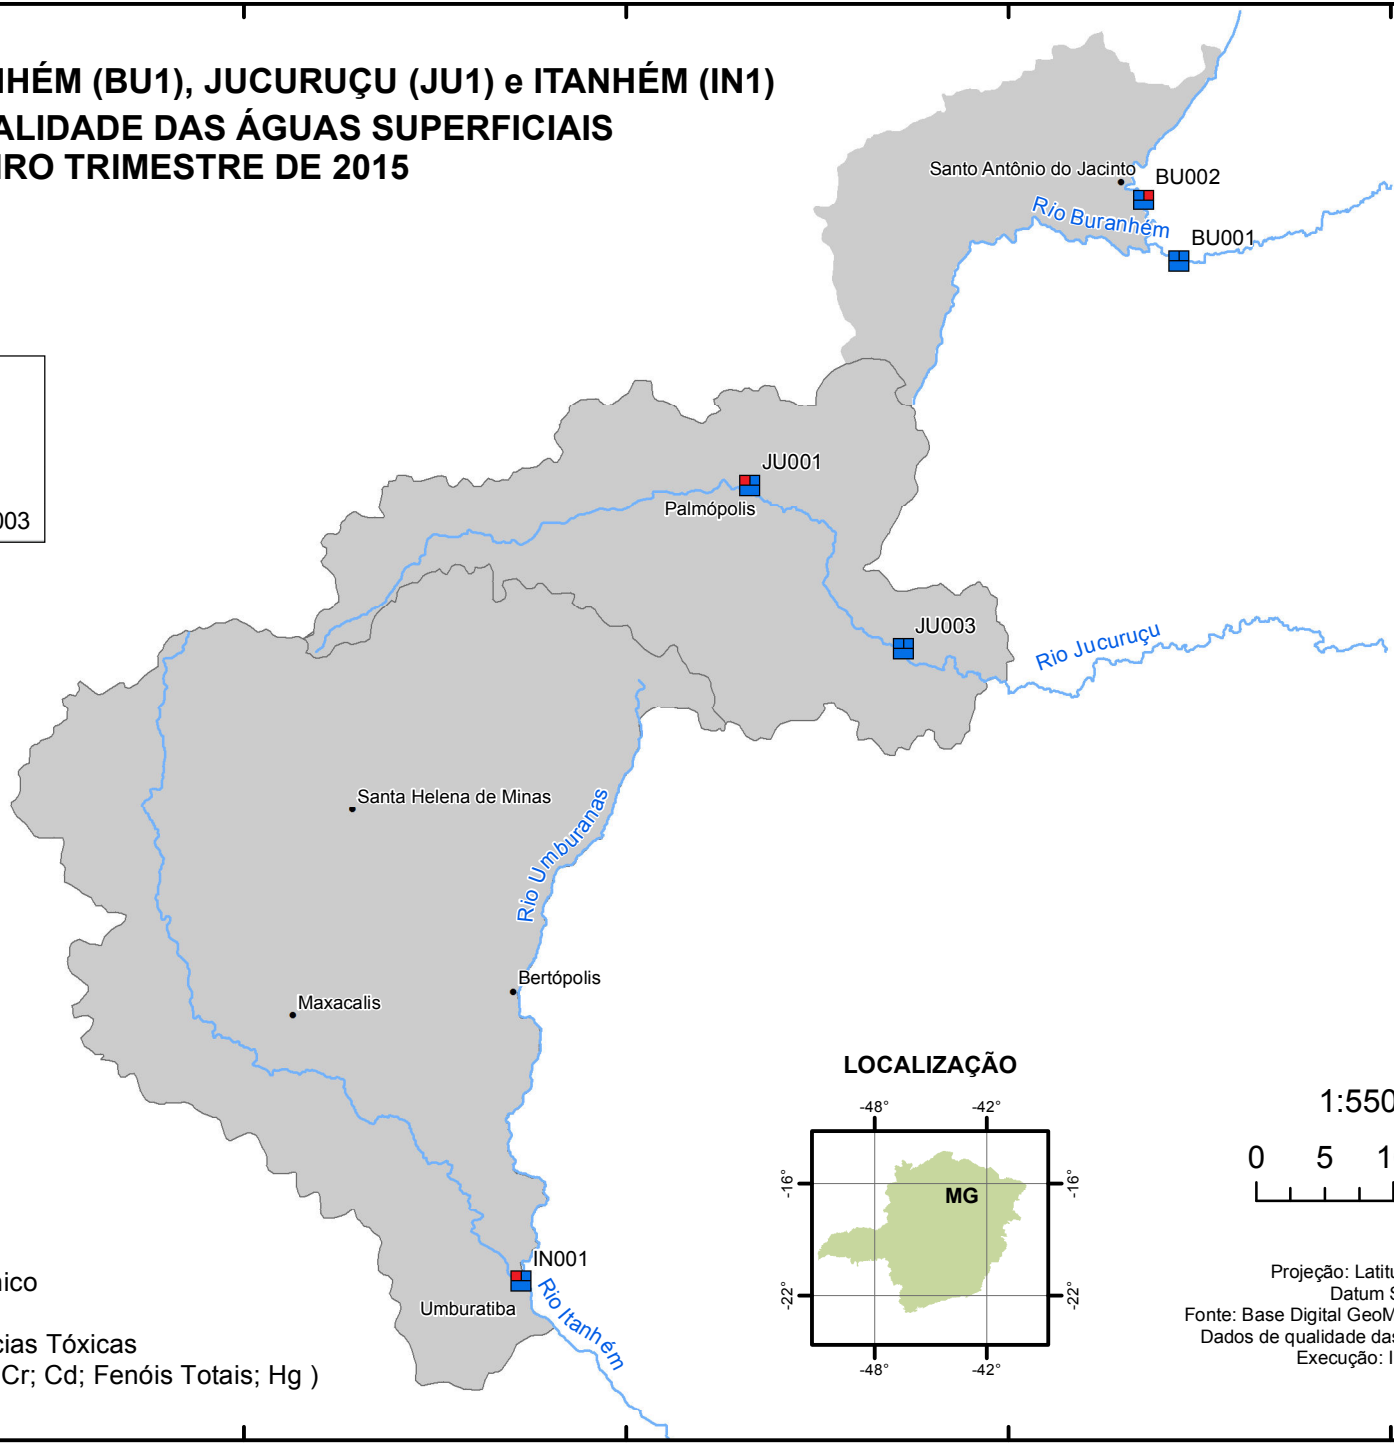 NHÉM (BU1), JUCURUÇU (JU1) e ITANHÉM (IN1)
ALIDADE DAS ÁGUAS SUPERFICIAIS
IRO TRIMESTRE DE 2015
Santo Antônio do Jacinto
BU002
Rio Buranhém
BU001
003
JU001
Palmópolis
JU003
Rio Jucuruçu
Santa Helena de Minas
Rio Umburanas
Bertópolis
Maxacalis
LOCALIZAÇÃO
-48° -42°
-16° -16°
MG
-22° -22°
-48° -42°
1:550
0 5 1
IN001
Umburatiba
Rio Itanhém
nico
cias Tóxicas
Cr; Cd; Fenóis Totais; Hg )
Projeção: Latitu
Datum S
Fonte: Base Digital GeoM
Dados de qualidade das
Execução: I